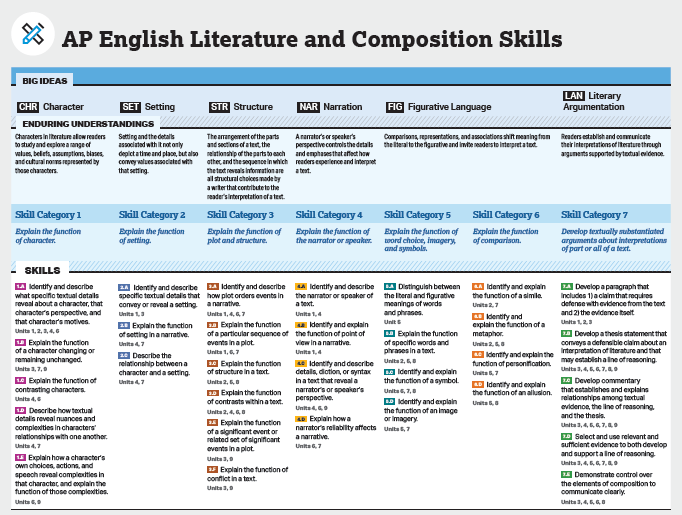 AP English Literature and Composition Skills
BIG IDEAS
CHR Character
SET Setting
STR Structure
NAR Narration
FIG Figurative Language
LAN Literary
Argumentation
ENDURING UNDERSTANDINGS
Characters in literature allow readers
to study and explore a range of
values, beliefs, assumptions, biases,
and cultural norms represented by
those characters.
Setting and the details
associated with it not only
depict a time and place, but also
convey values associated with
that setting.
The arrangement of the parts
and sections of a text, the
relationship of the parts to each
other, and the sequence in which
the text reveals information are
all structural choices made by
a writer that contribute to the
reader's interpretation of a text.
A narrator's or speaker's
perspective controls the details
and emphases that affect how
readers experience and interpret
a text.
Comparisons, representations, and associations shift meaning from
the literal to the figurative and invite readers to interpret a text.
Readers establish and communicate
their interpretations of literature through
arguments supported by textual evidence.
Skill Category 1
Explain the function
of character.
Skill Category 2
Explain the function
of setting.
Skill Category 3
Explain the function of
plot and structure.
Skill Category 4
Explain the function of
the narrator or speaker.
Skill Category 5
Explain the function of
word choice, imagery,
and symbols.
Skill Category 6
Explain the function
of comparison.
Skill Category 7
Develop textually substantiated
arguments about interpretations
of part or all of a text.
SKILLS
1.A Identify and describe
what specific textual details
reveal about a character, that
character's perspective, and
that character's motives.
Units 1, 2, 3, 4, 6
1.B Explain the function
of a character changing or
remaining unchanged.
Units 3, 7, 9
1.C Explain the function of
contrasting characters.
Units 4, 6
1.D Describe how textual
details reveal nuances and
complexities in characters'
relationships with one another.
Units 4, 7
1.E Explain how a character's
own choices, actions, and
speech reveal complexities in
that character, and explain the
function of those complexities.
Units 6, 9
2.A Identify and describe
specific textual details that
convey or reveal a setting.
Units 1, 3
2.B Explain the function
of setting in a narrative.
Units 4, 7
2.C Describe the
relationship between a
character and a setting.
Units 4, 7
3.A Identify and describe
how plot orders events in
a narrative.
Units 1, 4, 6, 7
3.B Explain the function
of a particular sequence of
events in a plot.
Units 1, 6, 7
3.C Explain the function
of structure in a text.
Units 2, 5, 8
3.D Explain the function of
contrasts within a text.
Units 2, 4, 6, 8
3.E Explain the function
of a significant event or
related set of significant
events in a plot.
Units 3, 9
3.F Explain the function of
conflict in a text.
Units 3, 9
4.A Identify and describe
the narrator or speaker of
a text.
Units 1, 4
4.B Identify and explain
the function of point of
view in a narrative.
Units 1, 4
4.C Identify and describe
details, diction, or syntax
in a text that reveal a
narrator's or speaker's
perspective.
Units 4, 6, 9
4.D Explain how a
narrator's reliability affects
a narrative.
Units 6, 7
5.A Distinguish between
the literal and figurative
meanings of words
and phrases.
Unit 5
5.B Explain the function
of specific words and
phrases in a text.
Units 2, 5, 8
5.C Identify and explain
the function of a symbol.
Units 6, 7, 8
5.D Identify and explain
the function of an image
or imagery.
Units 5, 7
6.A Identify and explain
the function of a simile.
Units 2, 7
6.B Identify and
explain the function of a
metaphor.
Units 2, 5, 8
6.C Identify and explain the
function of personification.
Units 5, 7
6.D Identify and explain
the function of an allusion.
Units 5, 8
7.A Develop a paragraph that
includes 1) a claim that requires
defense with evidence from the text
and 2) the evidence itself.
Units 1, 2, 3
7.B Develop a thesis statement that
conveys a defensible claim about an
interpretation of literature and that
may establish a line of reasoning.
Units 3, 4, 5, 6, 7, 8, 9
7.C Develop commentary
that establishes and explains
relationships among textual
evidence, the line of reasoning,
and the thesis.
Units 3, 4, 5, 6, 7, 8, 9
7.D Select and use relevant and
sufficient evidence to both develop
and support a line of reasoning.
Units 3, 4, 5, 6, 7, 8, 9
7.E Demonstrate control over
the elements of composition to
communicate clearly.
Units 3, 4, 5, 6, 8